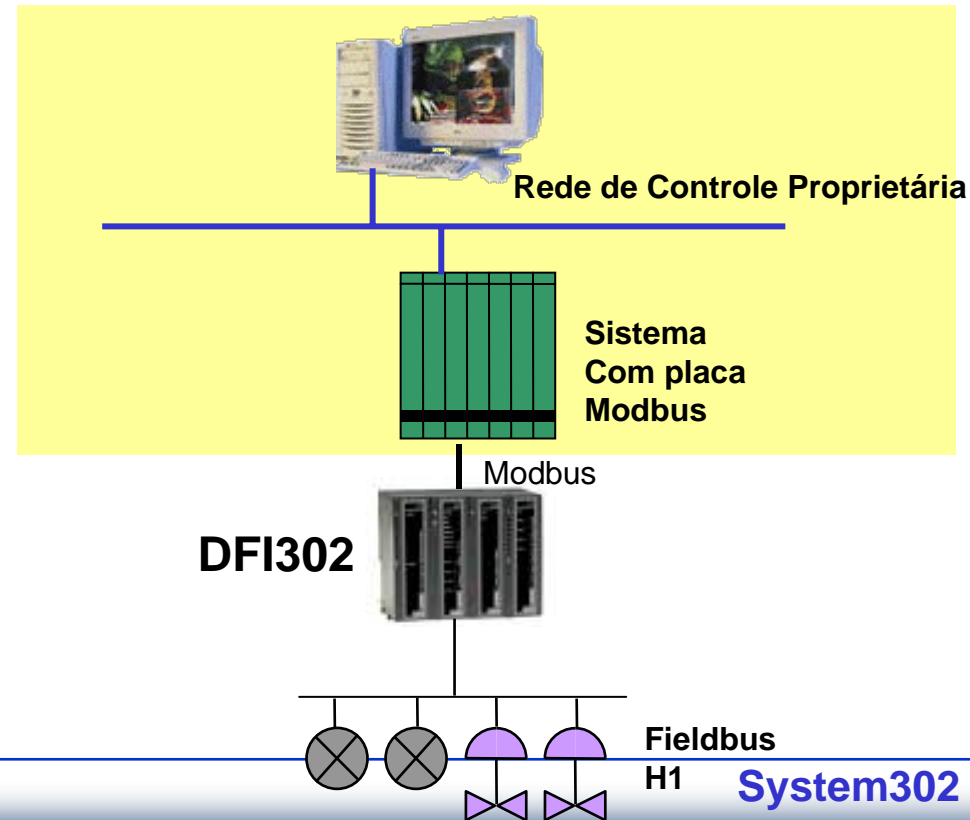 Rede de Controle Proprietária
Sistema
Com placa
Modbus
Modbus
DFI302
Fieldbus
H1
System302